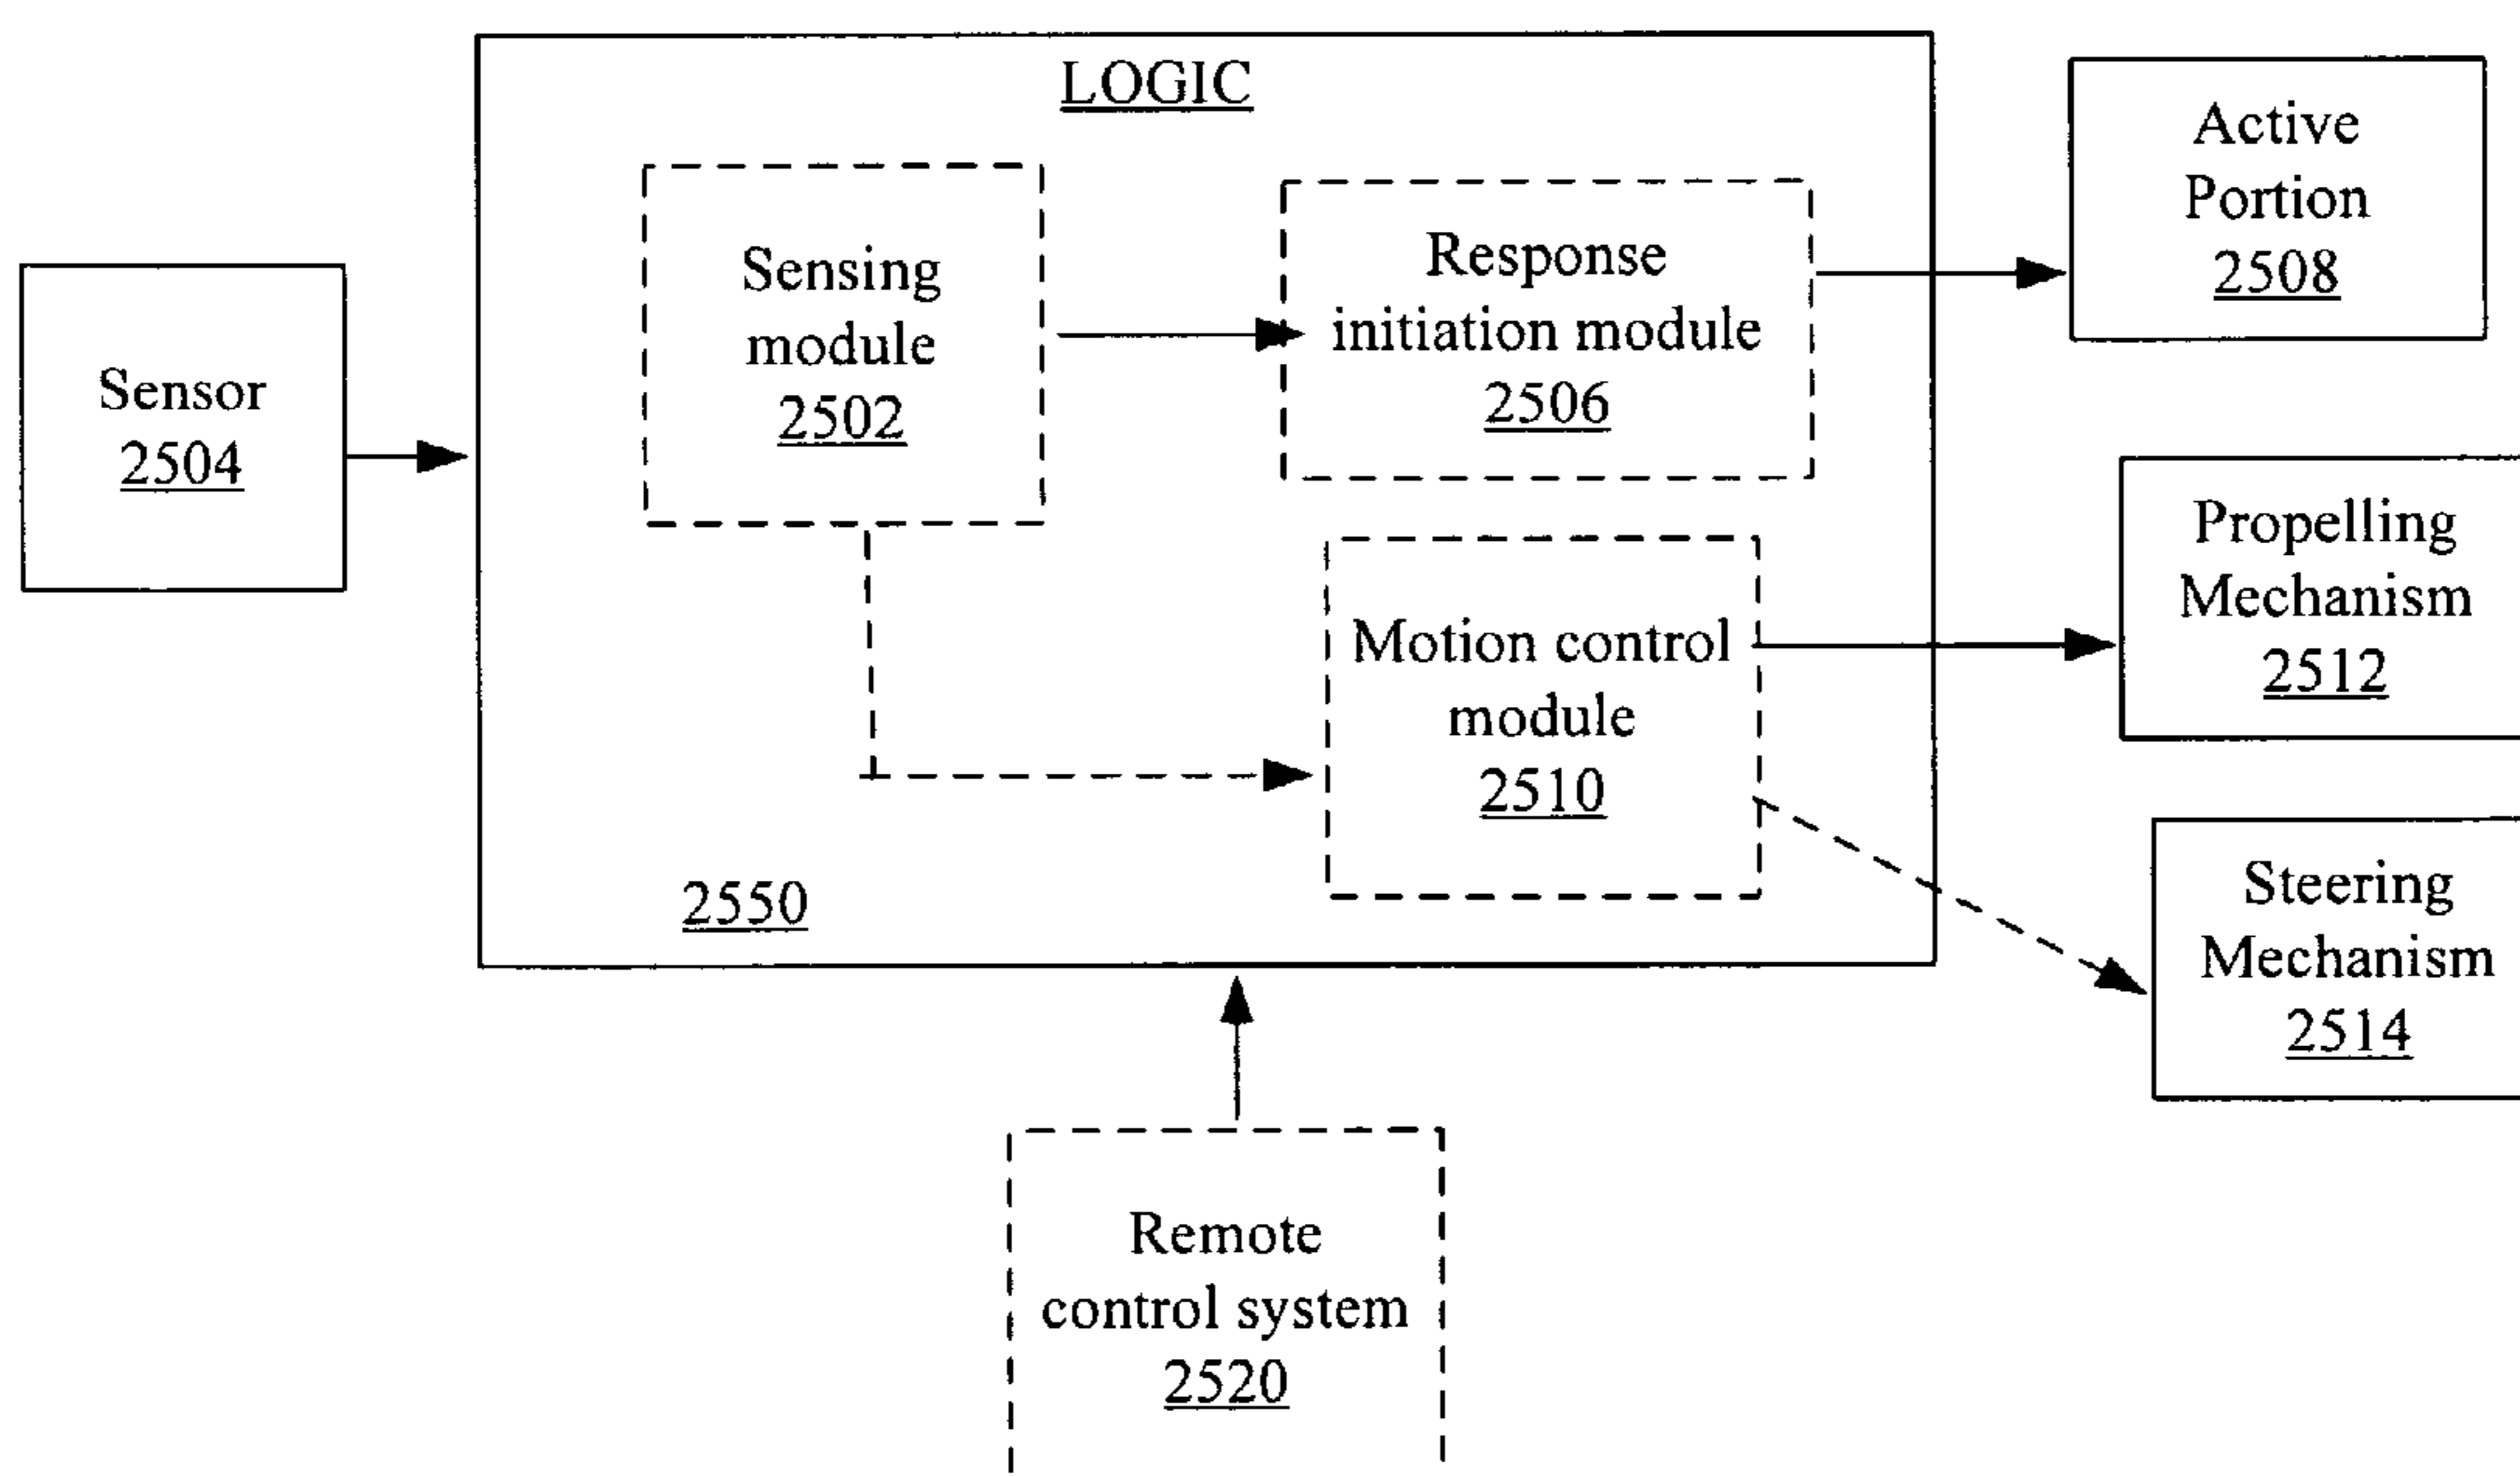 LOGIC
Sensor
2504
Sensing
module
2502
Response
initiation module
2506
Active
Portion
2508
Motion control
module
2510
Propelling
Mechanism
2512
Steering
Mechanism
2514
2550
Remote
control system
2520